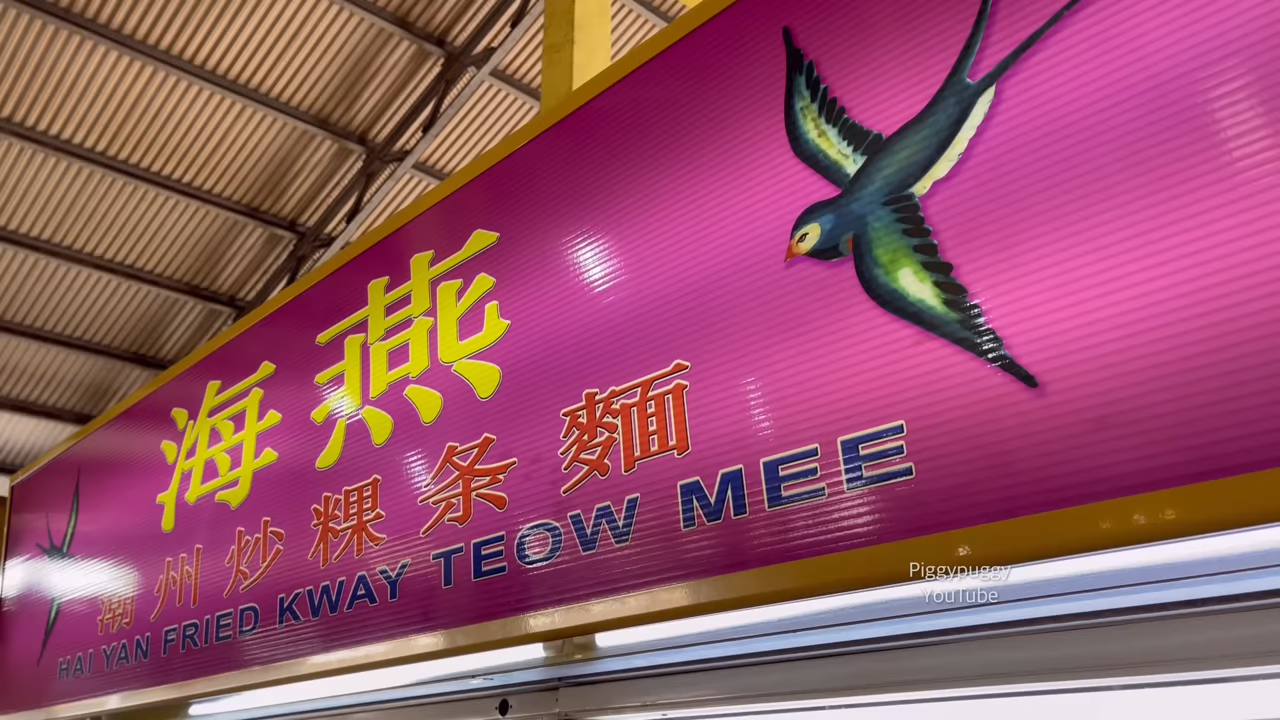 海燕
潮州炒粿条麵
HAI YAN FRIED KWAY TEOW MEE
Piggypuggy
YouTube